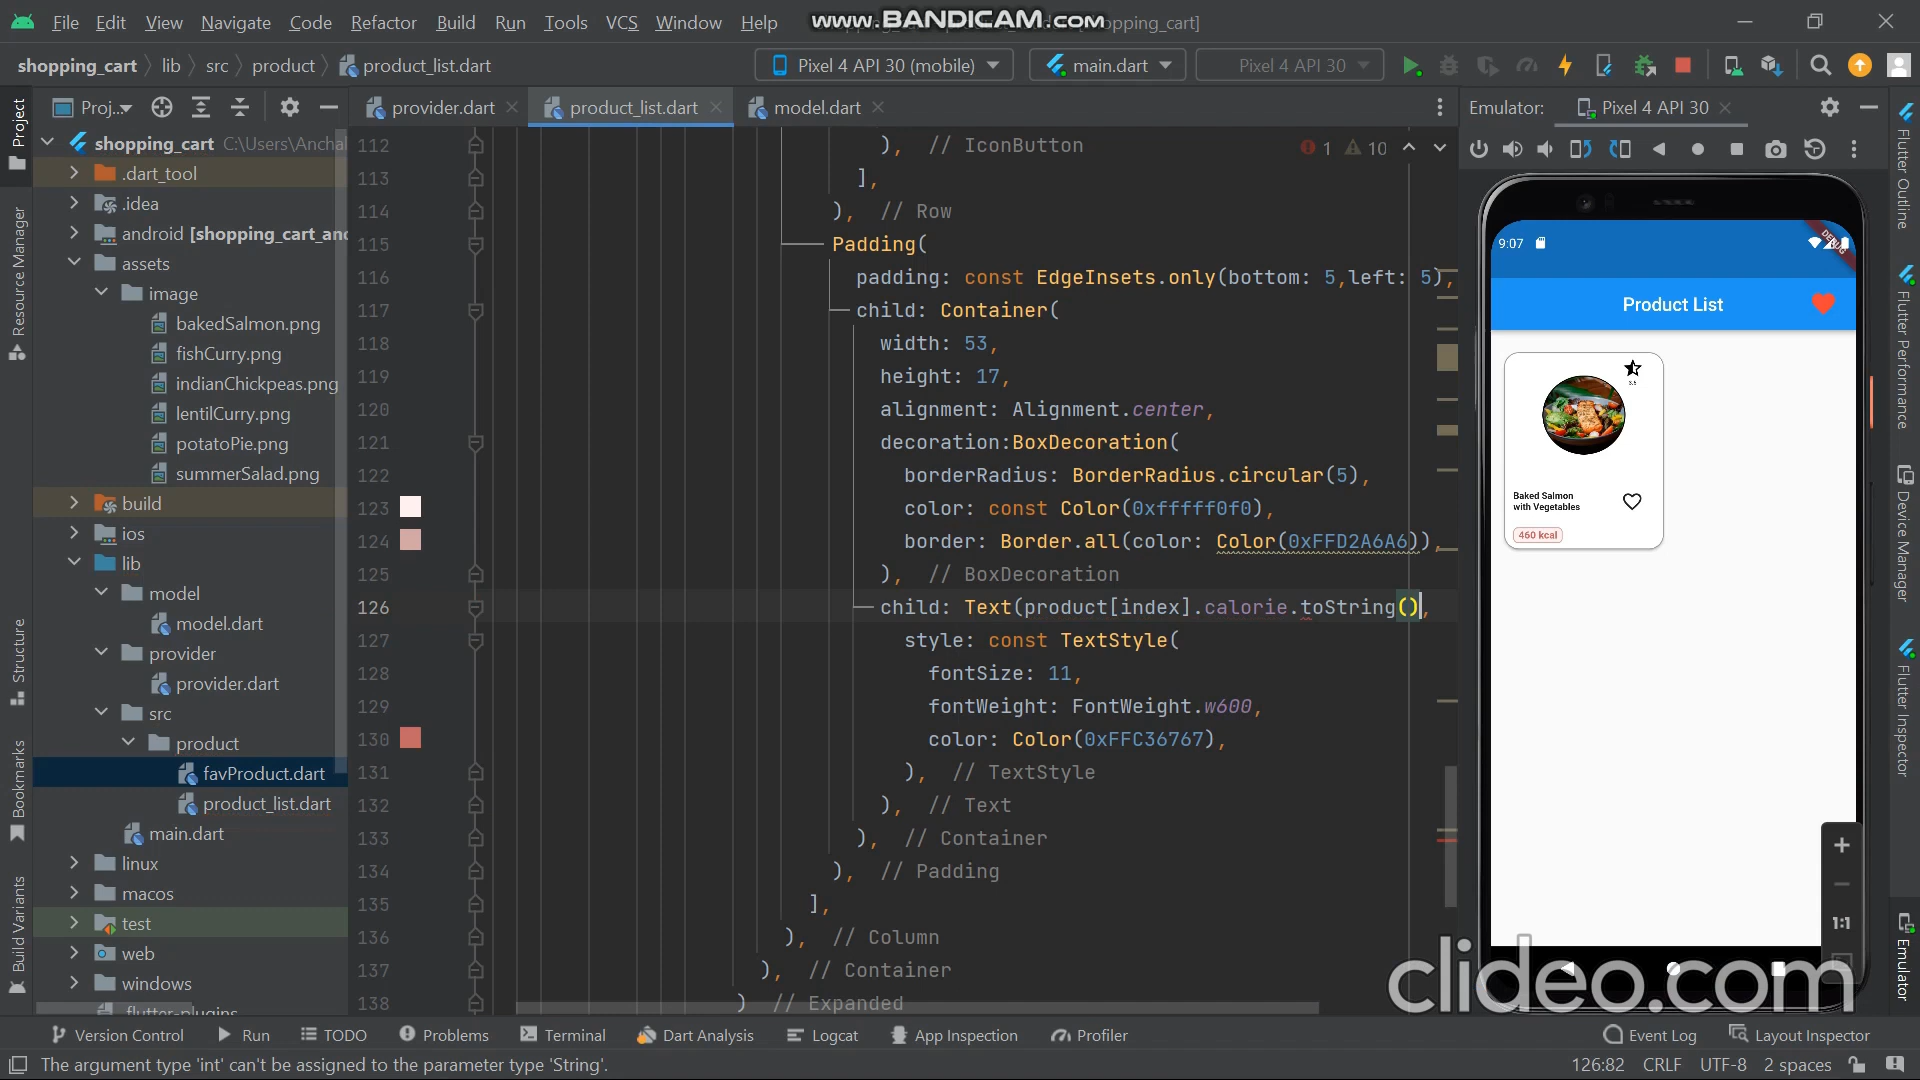 File Edit View Navigate Code Refactor Build Run Tools VCS Window Help
www.BANDICAM.com
shopping_cart]
shopping_cart lib src product product_list.dart
Pixel 4 API 30 (mobile) main.dart Pixel 4 API 30
Project
Proj...
provider.dart product_list.dart model.dart
Emulator: Pixel 4 API 30
shopping_cart C:\Users\Anchal
.dart_tool
.idea
android [shopping_cart_and
assets
image
bakedSalmon.png
fishCurry.png
indianChickpeas.png
lentilCurry.png
potatoPie.png
summerSalad.png
build
ios
lib
model
model.dart
provider
provider.dart
src
product
favProduct.dart
product_list.dart
main.dart
linux
macos
test
web
windows
.flutter-plugins
Resource Manager
Structure
Bookmarks
Build Variants
1 10
112 ), // IconButton
113 ],
114 ), // Row
115 Padding(
116 padding: const EdgeInsets.only(bottom: 5,left: 5),
117 child: Container(
118 width: 53,
119 height: 17,
120 alignment: Alignment.center,
121 decoration:BoxDecoration(
122 borderRadius: BorderRadius.circular(5),
123 color: const Color(0xfffff0f0),
124 border: Border.all(color: Color(0xFFD2A6A6)),
125 ), // BoxDecoration
126 child: Text(product[index].calorie.toString(),
127 style: const TextStyle(
128 fontSize: 11,
129 fontWeight: FontWeight.w600,
130 color: Color(0xFFC36767),
131 ), // TextStyle
132 ), // Text
133 ), // Container
134 ), // Padding
135 ],
136 ), // Column
137 ), // Container
138 ) // Expanded
9:07
DEBUG
Product List
3.5
Baked Salmon
with Vegetables
460 kcal
1:1
clideo.com
Flutter Outline
Flutter Performance
Device Manager
Flutter Inspector
Emulator
Version Control Run TODO Problems Terminal Dart Analysis Logcat App Inspection Profiler
Event Log Layout Inspector
The argument type 'int' can't be assigned to the parameter type 'String'.
126:82 CRLF UTF-8 2 spaces